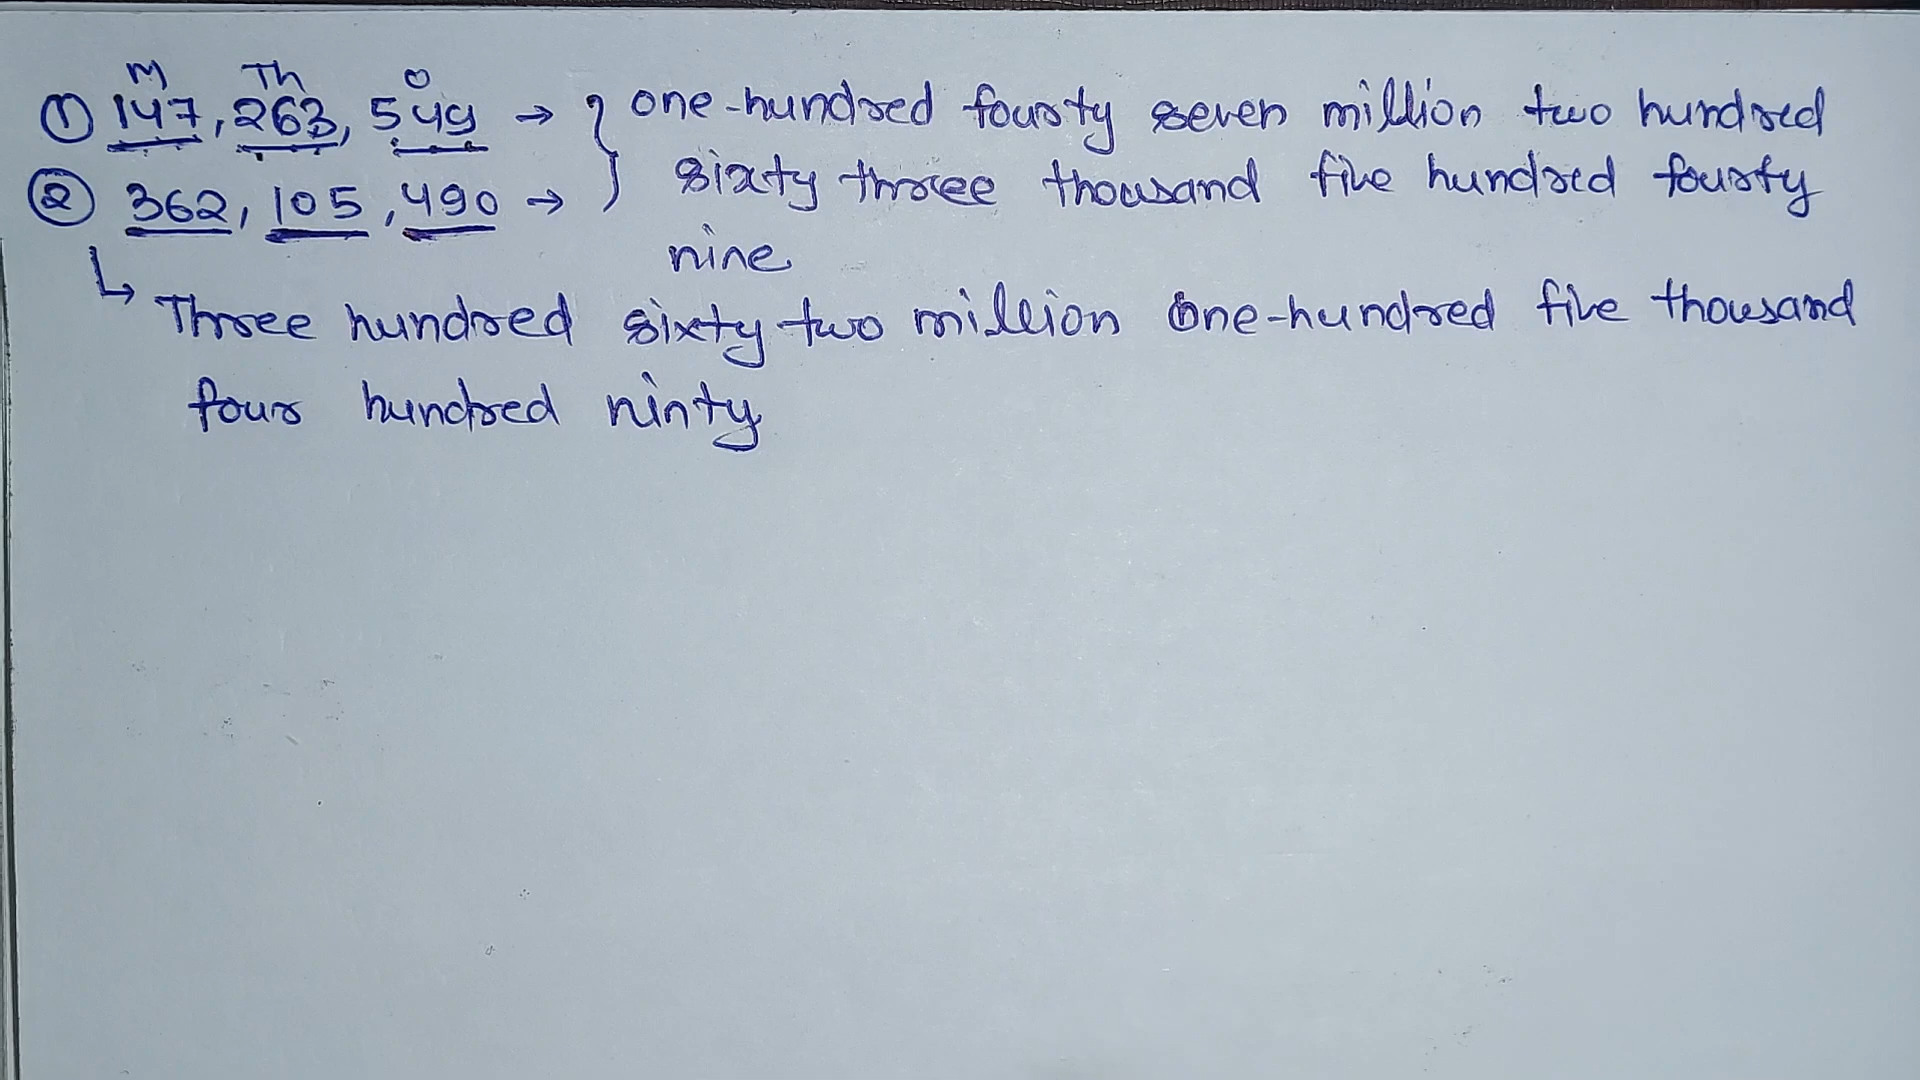 M Th O
① 147, 263, 549 → one-hundred fourty seven million two hundred
② 362, 105, 490 → sixty three thousand five hundred fourty
nine
↳ Three hundred sixty two million One-hundred five thousand
four hundred ninty